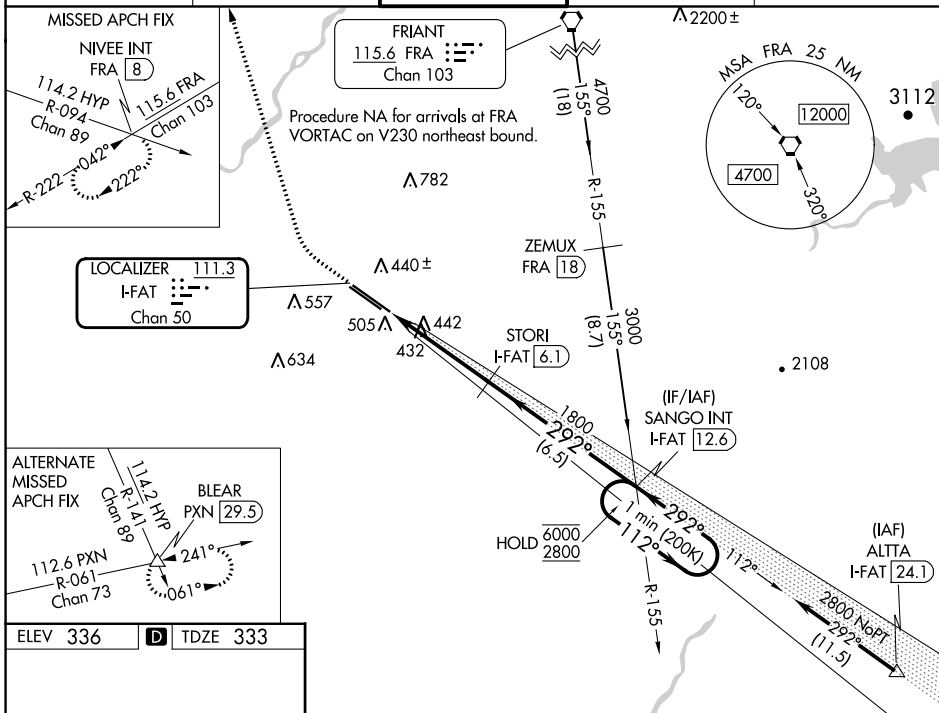 MISSED APCH FIX
NIVEE INT
FRA 8
114.2 HYP
R-094
Chan 89
115.6 FRA
Chan 103
R-222
042°
222°
FRIANT
115.6 FRA
Chan 103
Procedure NA for arrivals at FRA
VORTAC on V230 northeast bound.
2200 ±
4700
155°
(18)
R-155
MSA FRA 25 NM
120°
12000
4700
320°
3112
782
ZEMUX
FRA 18
LOCALIZER 111.3
I-FAT
Chan 50
440 ±
557
505
442
432
634
STORI
I-FAT 6.1
3000
155°
(8.7)
2108
(IF/IAF)
SANGO INT
I-FAT 12.6
1800
292°
(6.5)
HOLD 6000
2800
1 min (200K)
292°
112°
112°
R-155
(IAF)
ALTTA
I-FAT 24.1
2800 NoPT
292°
(11.5)
ALTERNATE
MISSED
APCH FIX
114.2 HYP
R-141
Chan 89
BLEAR
PXN 29.5
112.6 PXN
R-061
Chan 73
241°
061°
ELEV 336 D TDZE 333